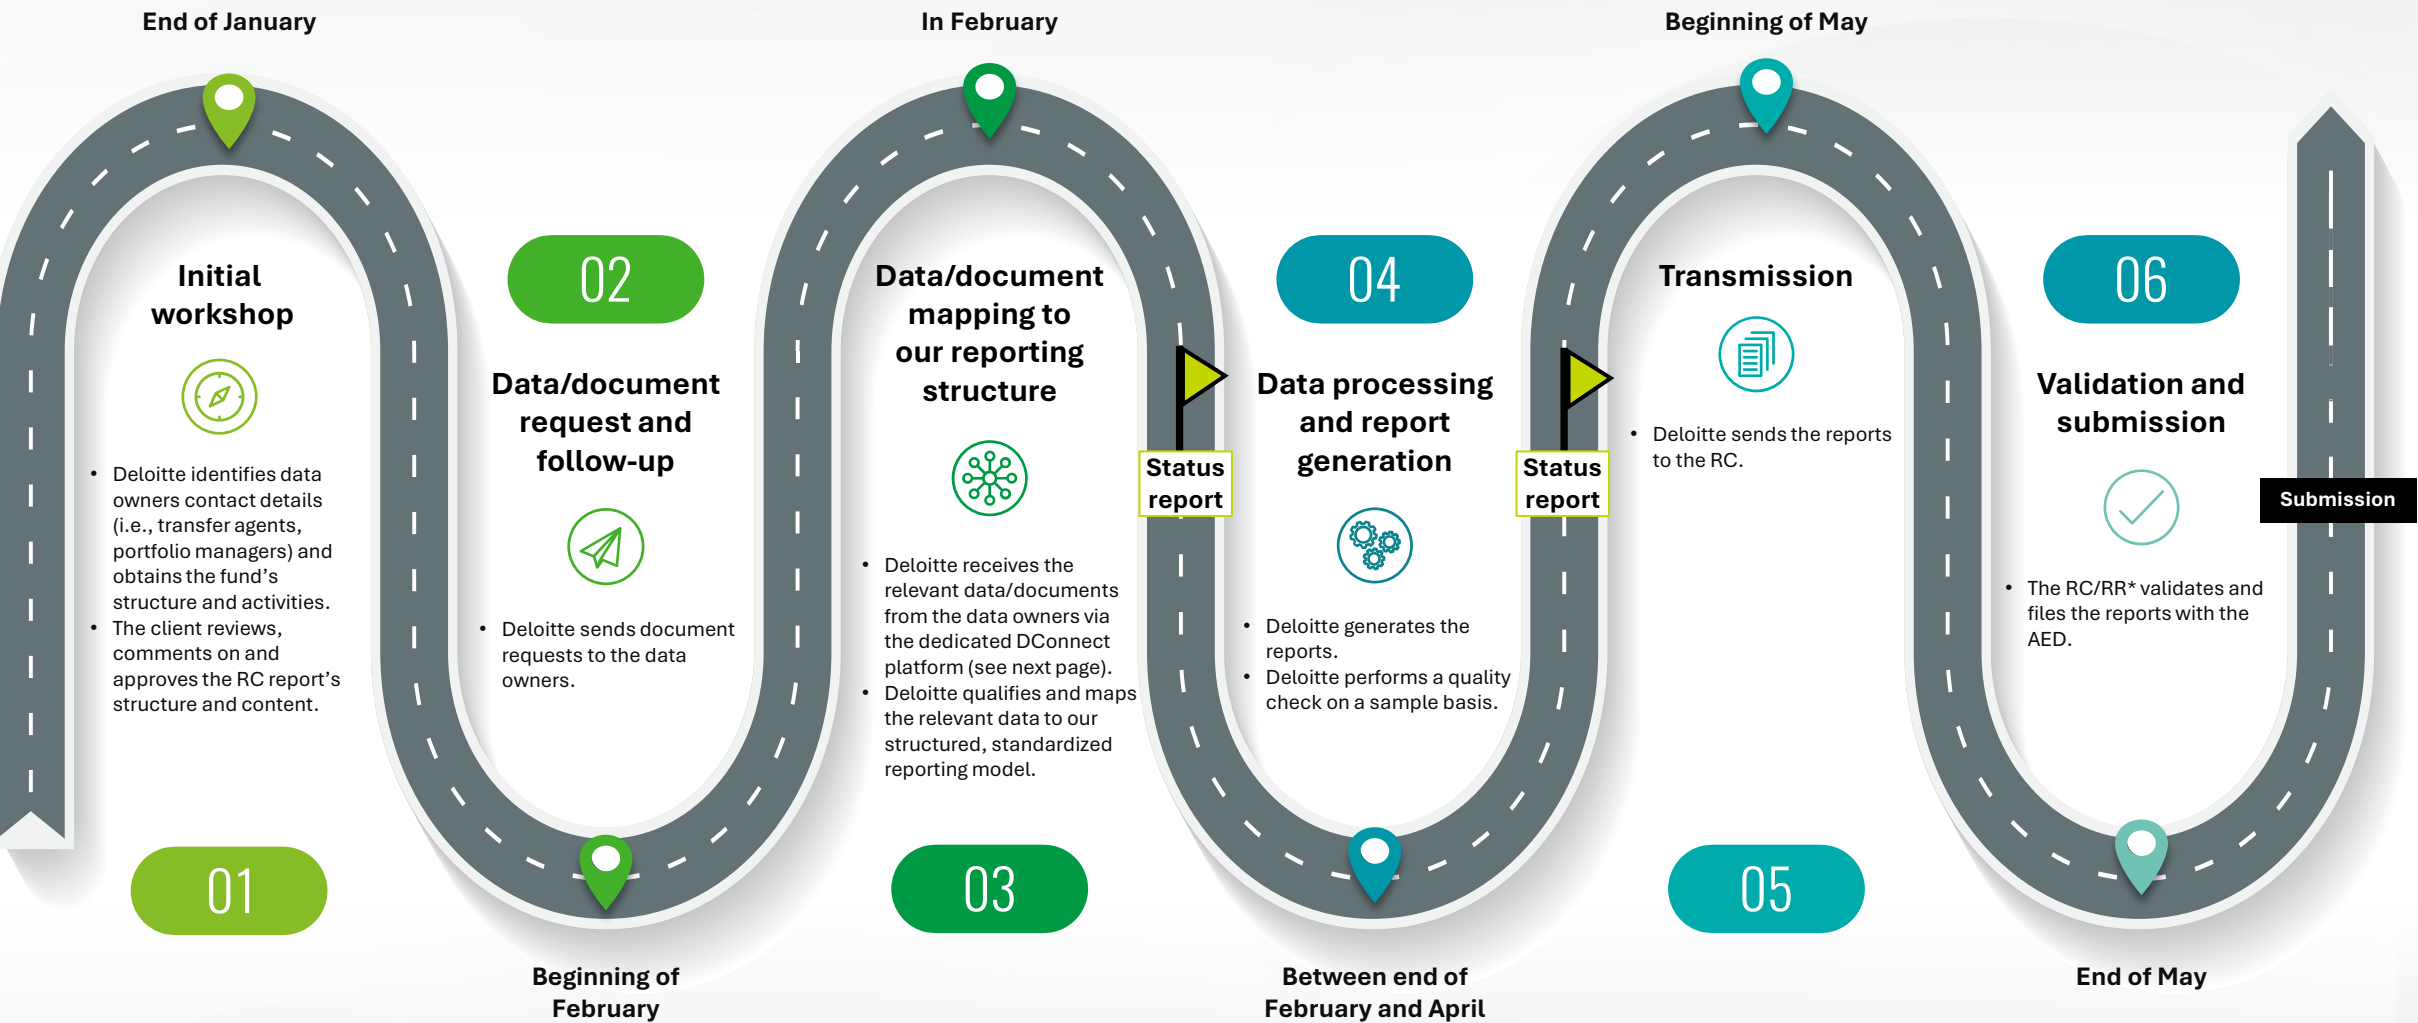 End of January
Initial
workshop
• Deloitte identifies data
owners contact details
(i.e., transfer agents,
portfolio managers) and
obtains the fund's
structure and activities.
• The client reviews,
comments on and
approves the RC report's
structure and content.
01
02
Data/document
request and
follow-up
• Deloitte sends document
requests to the data
owners.
Beginning of
February
In February
Data/document
mapping to
our reporting
structure
• Deloitte receives the
relevant data/documents
from the data owners via
the dedicated DConnect
platform (see next page).
• Deloitte qualifies and maps
the relevant data to our
structured, standardized
reporting model.
03
Status
report
04
Data processing
and report
generation
• Deloitte generates the
reports.
• Deloitte performs a quality
check on a sample basis.
Between end of
February and April
Status
report
Beginning of May
Transmission
• Deloitte sends the reports
to the RC.
05
06
Validation and
submission
• The RC/RR* validates and
files the reports with the
AED.
End of May
Submission